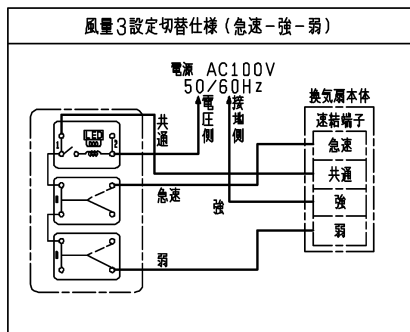 風量3設定切替仕様(急速-強-弱)
電源 AC100V
50/60Hz
電圧側
接地側
共通
LED
1
2
急速
強
弱
換気扇本体
速結端子
急速
共通
強
弱